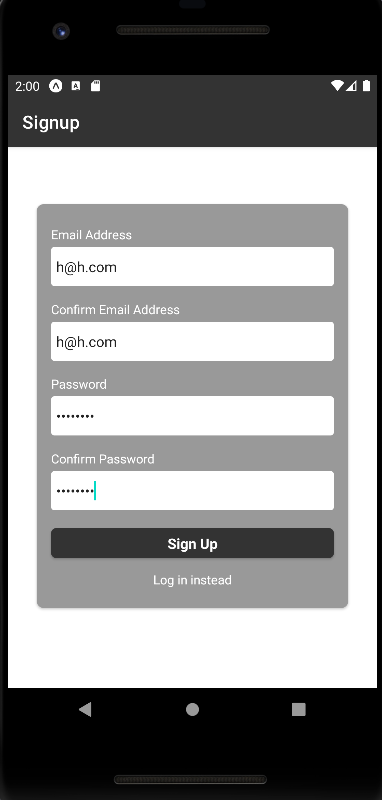 2:00
Signup
Email Address
h@h.com
Confirm Email Address
h@h.com
Password
••••••••
Confirm Password
••••••••
Sign Up
Log in instead